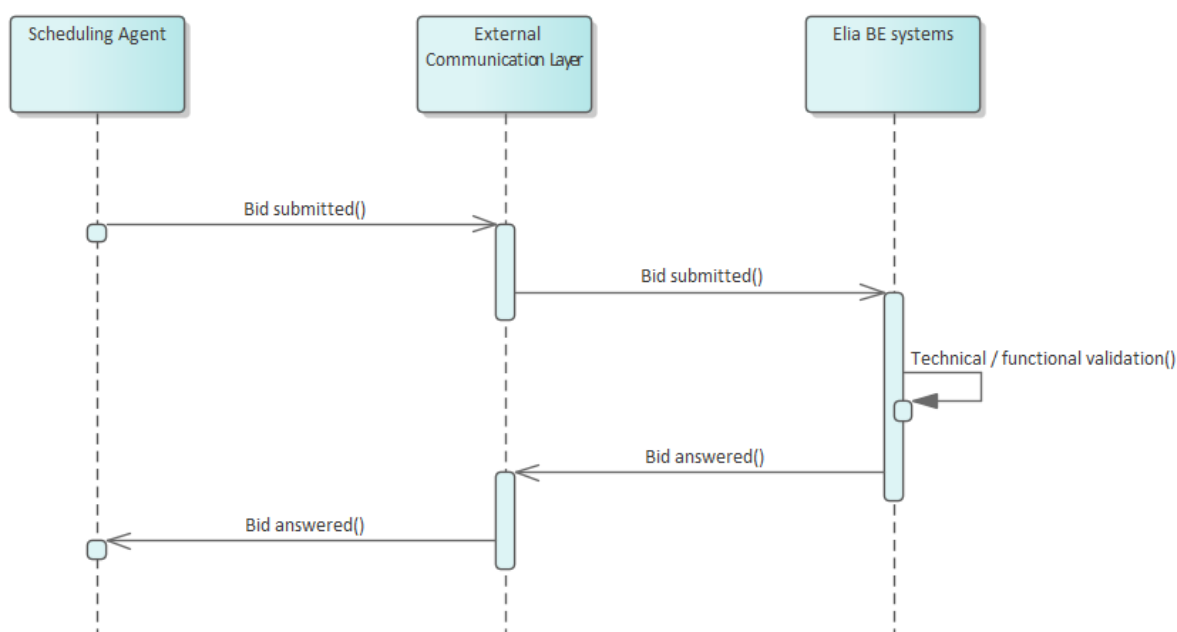 Scheduling Agent
External
Communication Layer
Elia BE systems
Bid submitted()
Bid submitted()
Technical / functional validation()
Bid answered()
Bid answered()